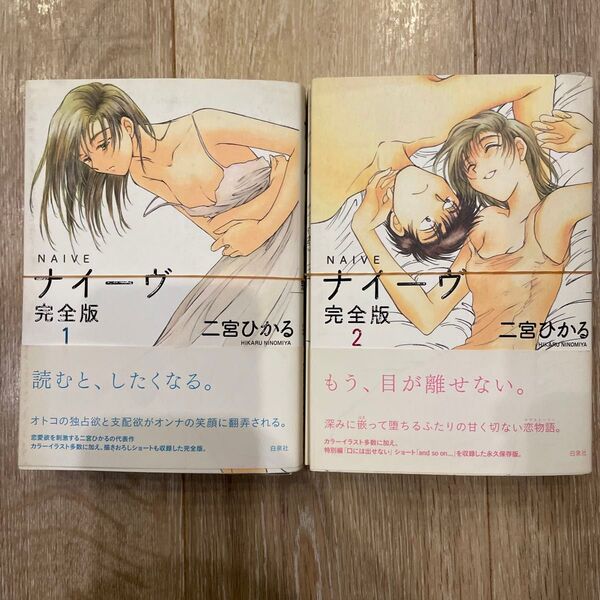 NAIVE
ナイーヴ
完全版
1
二宮ひかる
HIKARU NINOMIYA
読むと、したくなる。
オトコの独占欲と支配欲がオンナの笑顔に翻弄される。
恋愛欲を刺激する二宮ひかるの代表作
カラーイラスト多数に加え、描きおろしショートも収録した完全版。
白泉社
NAIVE
ナイーヴ
完全版
2
二宮ひかる
HIKARU NINOMIYA
もう、目が離せない。
深みに嵌って堕ちるふたりの甘く切ない恋物語。
カラーイラスト多数に加え、
特別編「口には出せない」ショート「and so on...」を収録した永久保存版。
白泉社